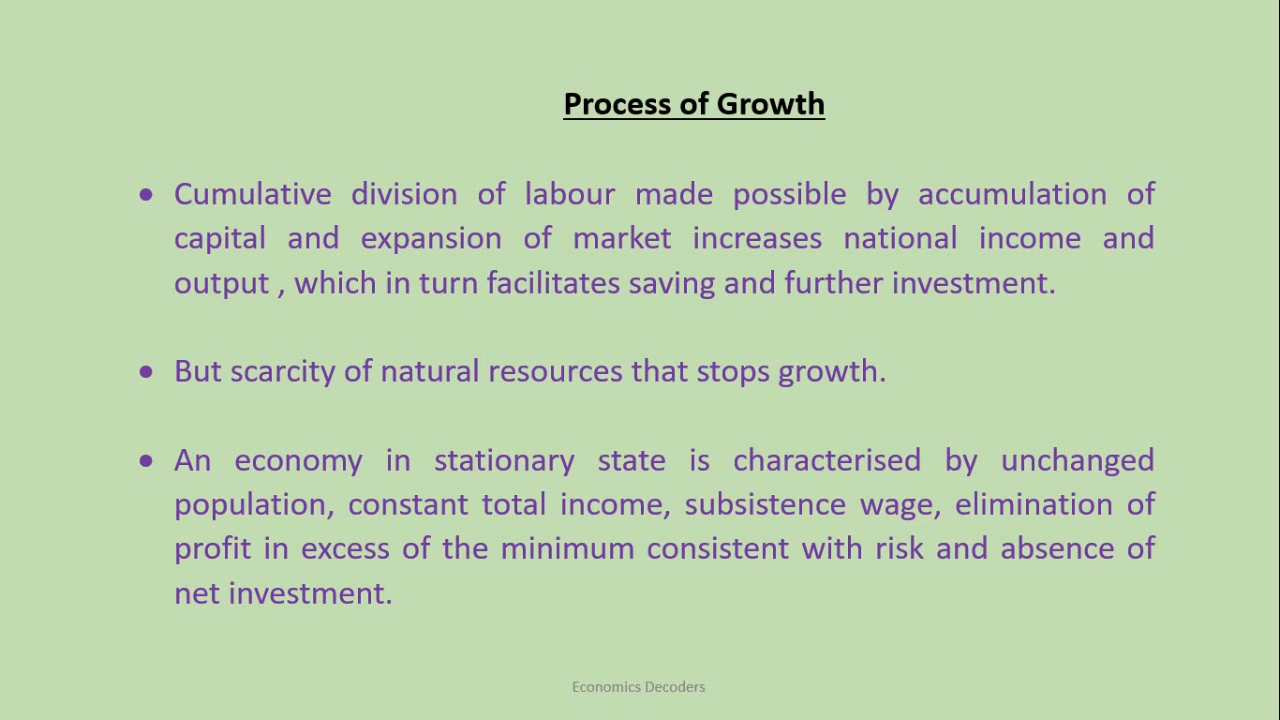 Process of Growth
• Cumulative division of labour made possible by accumulation of
capital and expansion of market increases national income and
output , which in turn facilitates saving and further investment.
• But scarcity of natural resources that stops growth.
• An economy in stationary state is characterised by unchanged
population, constant total income, subsistence wage, elimination of
profit in excess of the minimum consistent with risk and absence of
net investment.
Economics Decoders